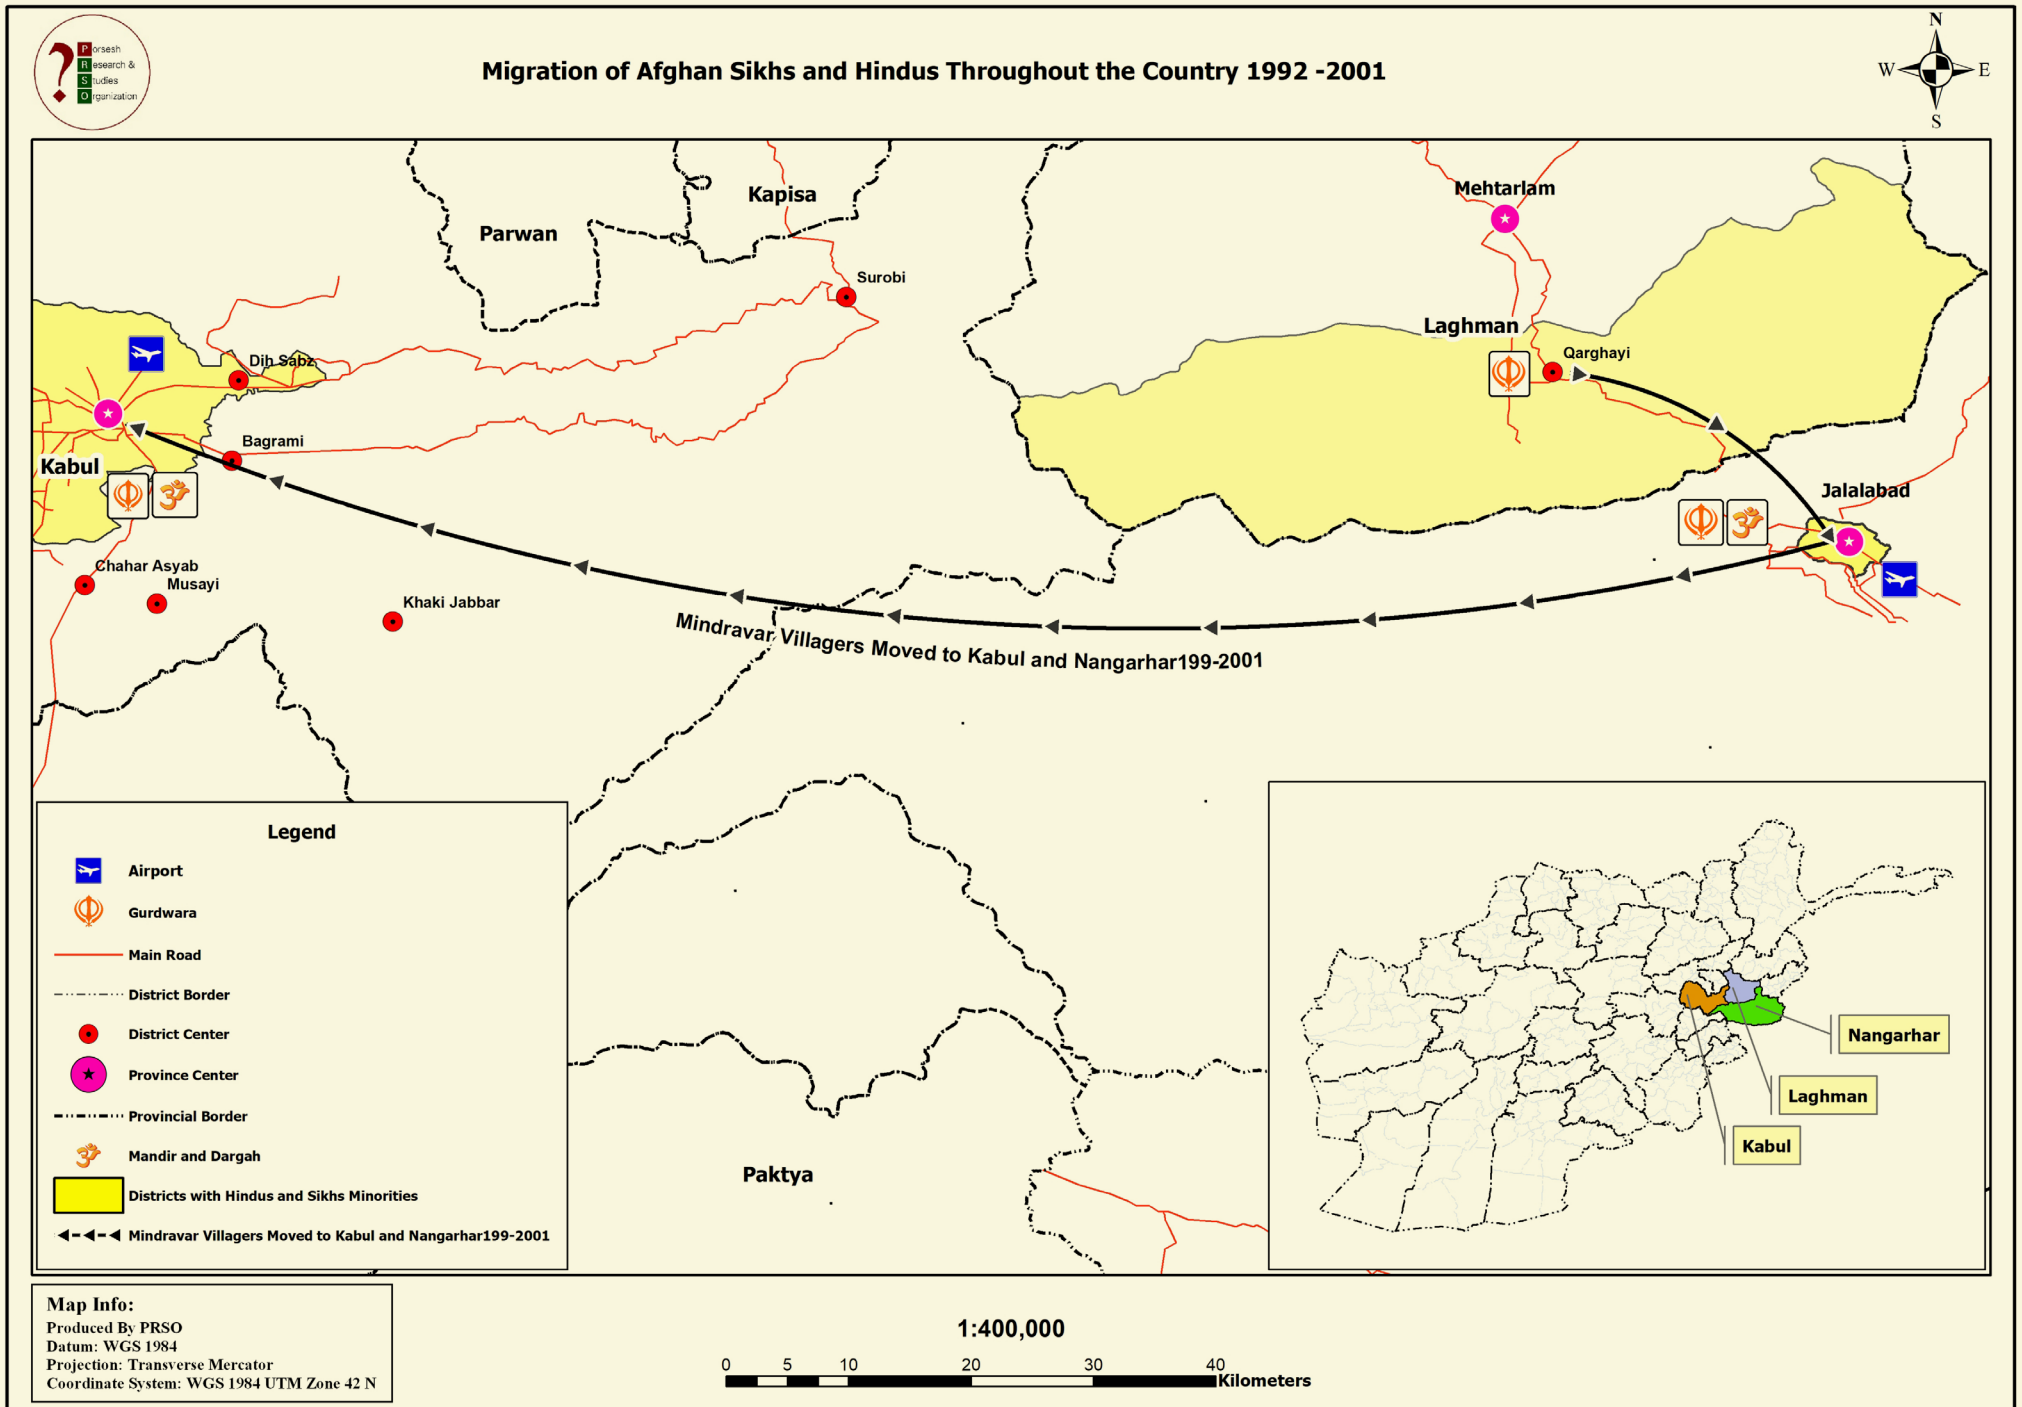 Porsesh
Research &
Studies
Organization
Migration of Afghan Sikhs and Hindus Throughout the Country 1992 -2001
N
W
E
S
Mehtarlam
Kapisa
Parwan
Surobi
Laghman
Qarghayi
Dih Sabz
Bagrami
Kabul
Jalalabad
Chahar Asyab
Musayi
Khaki Jabbar
Mindravar Villagers Moved to Kabul and Nangarhar199-2001
Paktya
Legend
Airport
Gurdwara
Main Road
District Border
District Center
Province Center
Provincial Border
Mandir and Dargah
Districts with Hindus and Sikhs Minorities
Mindravar Villagers Moved to Kabul and Nangarhar199-2001
Nangarhar
Laghman
Kabul
Map Info:
Produced By PRSO
Datum: WGS 1984
Projection: Transverse Mercator
Coordinate System: WGS 1984 UTM Zone 42 N
1:400,000
0 5 10 20 30 40
Kilometers